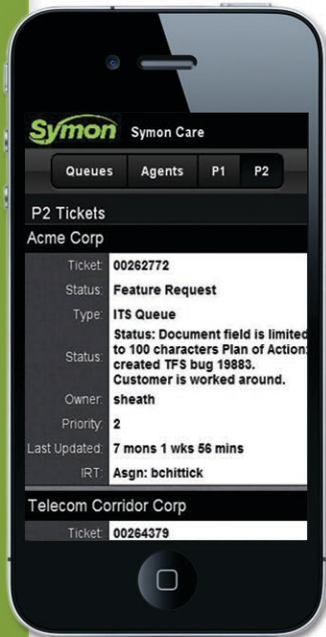 Symon Symon Care
Queues Agents P1 P2
P2 Tickets
Acme Corp
Ticket: 00262772
Status: Feature Request
Type: ITS Queue
Status: Status: Document field is limited
to 100 characters Plan of Action:
created TFS bug 19883.
Customer is worked around.
Owner: sheath
Priority: 2
Last Updated: 7 mons 1 wks 56 mins
IRT: Asgn: bchittick
Telecom Corridor Corp
Ticket: 00264379